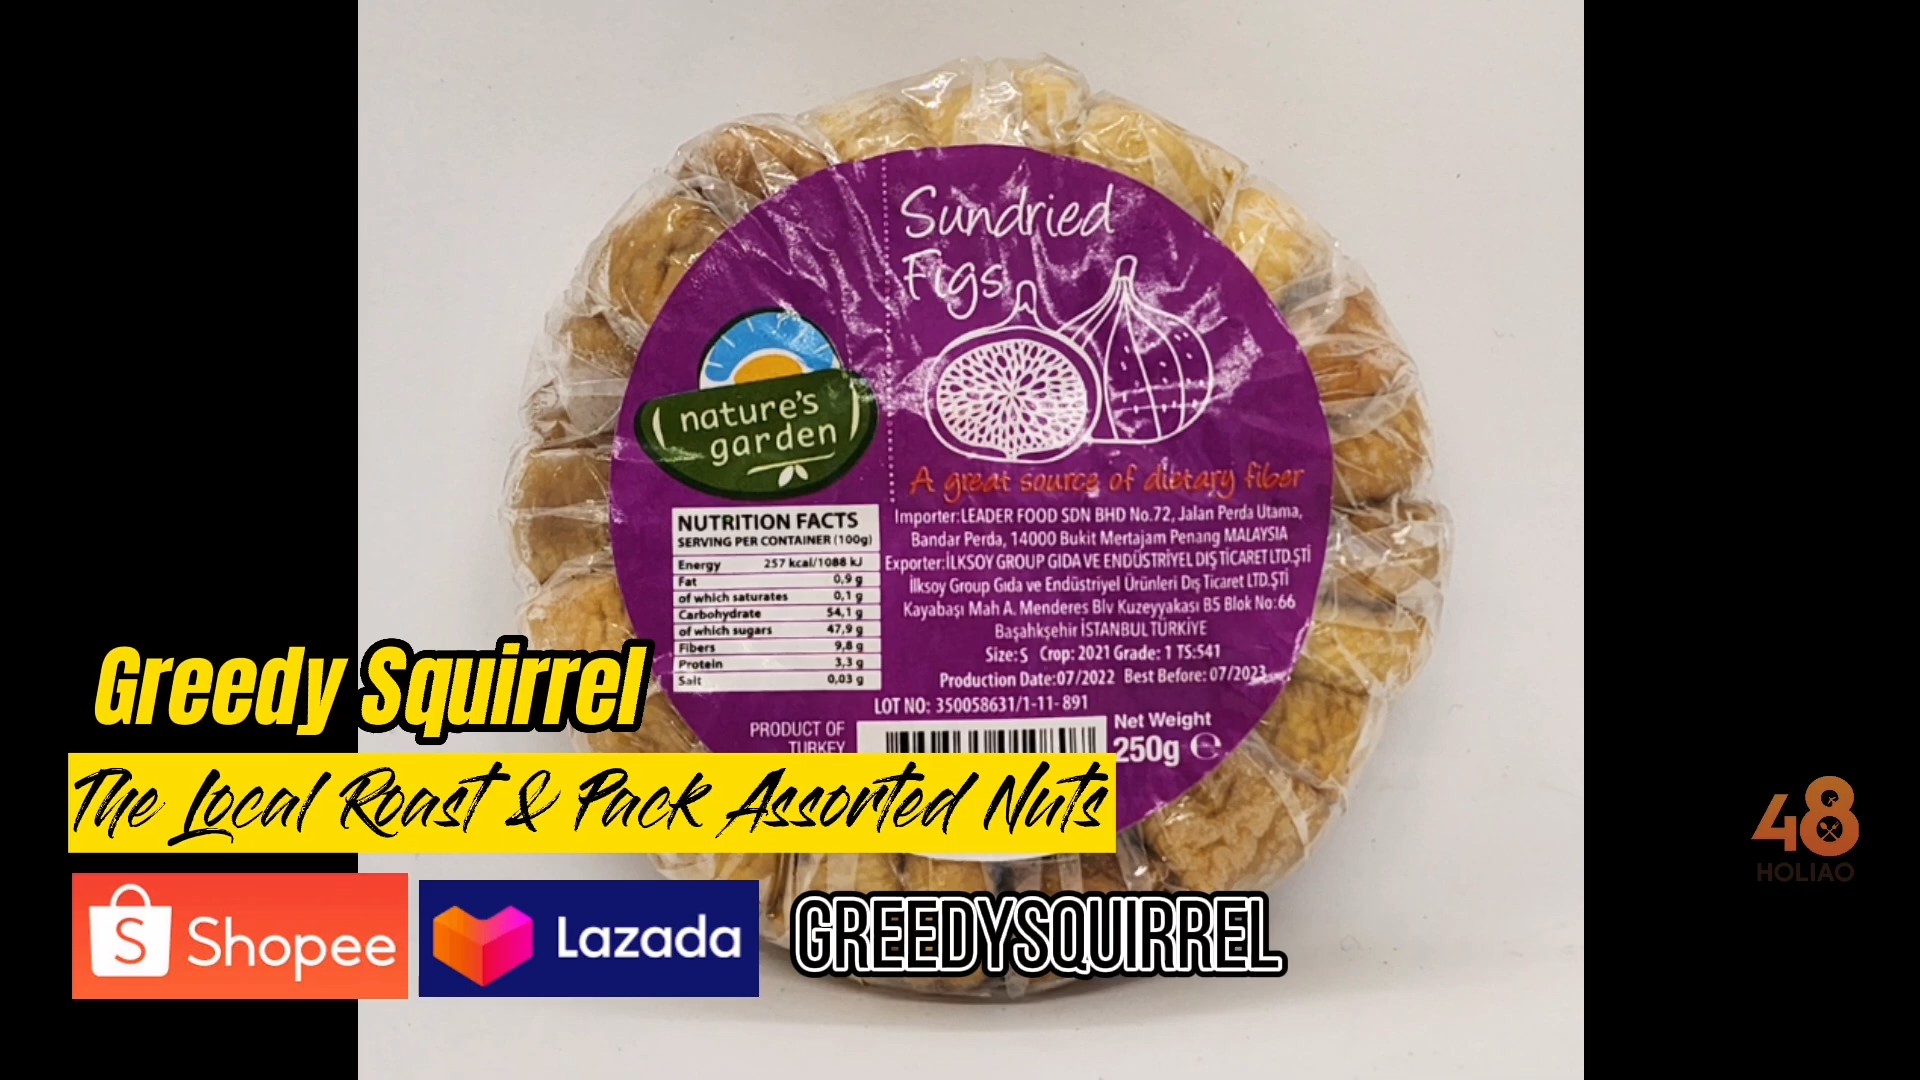 Sundried
Figs
nature's
garden
A great source of dietary fiber
NUTRITION FACTS
SERVING PER CONTAINER (100g)
Energy 257 kcal/1088 kJ
Fat 0,9 g
of which saturates 0,1 g
Carbohydrate 54,1 g
of which sugars 47,9 g
Fibers 9,8 g
Protein 3,3 g
Salt 0,03 g
Importer:LEADER FOOD SDN BHD No.72, Jalan Perda Utama,
Bandar Perda, 14000 Bukit Mertajam Penang MALAYSIA
Exporter:İLKSOY GROUP GIDA VE ENDÜSTRİYEL DIŞ TİCARET LTD.ŞTİ
İlksoy Group Gıda ve Endüstriyel Ürünleri Dış Ticaret LTD.ŞTİ
Kayabaşı Mah A. Menderes Blv Kuzeyyakası B5 Blok No:66
Başahkşehir İSTANBUL TÜRKİYE
Size:S Crop: 2021 Grade: 1 TS:541
Production Date:07/2022 Best Before: 07/2023
LOT NO: 350058631/1-11-891
PRODUCT OF
TURKEY
Net Weight
250g ℮
Greedy Squirrel
The Local Roast & Pack Assorted Nuts
Shopee
Lazada
GREEDYSQUIRREL
48
HOLIAO